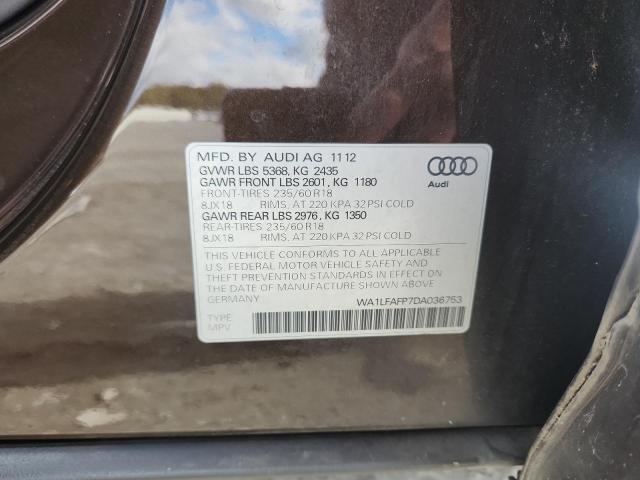 MFD. BY AUDI AG 11 12
GVWR LBS 5368, KG 2435
GAWR FRONT LBS 2601, KG 1180
FRONT-TIRES 235/60 R18
8JX18 RIMS, AT 220 KPA 32 PSI COLD
GAWR REAR LBS 2976, KG 1350
REAR-TIRES 235/60 R18
8JX18 RIMS, AT 220 KPA 32 PSI COLD
Audi
THIS VEHICLE CONFORMS TO ALL APPLICABLE
U.S. FEDERAL MOTOR VEHICLE SAFETY AND
THEFT PREVENTION STANDARDS IN EFFECT ON
THE DATE OF MANUFACTURE SHOWN ABOVE.
GERMANY WA1LFAFP7DA036753
TYPE:
MPV